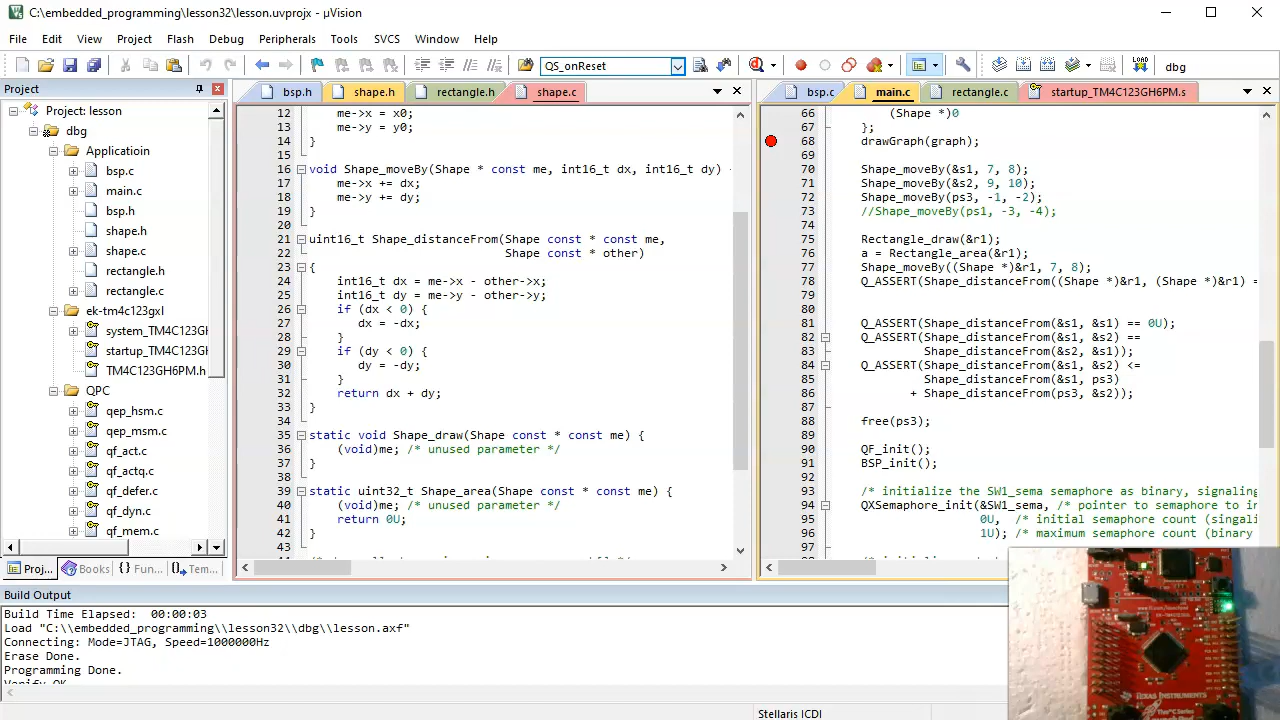 C:\embedded_programming\lesson32\lesson.uvprojx - µVision
File Edit View Project Flash Debug Peripherals Tools SVCS Window Help
QS_onReset
dbg
Project
Project: lesson
dbg
Applicatioin
bsp.c
main.c
bsp.h
shape.h
shape.c
rectangle.h
rectangle.c
ek-tm4c123gxl
system_TM4C123GH
startup_TM4C123GH
TM4C123GH6PM.h
QPC
qep_hsm.c
qep_msm.c
qf_act.c
qf_actq.c
qf_defer.c
qf_dyn.c
qf_mem.c
Proj... Books {} Fun... Tem...
bsp.h shape.h rectangle.h shape.c
12 me->x = x0;
13 me->y = y0;
14 }
15
16 void Shape_moveBy(Shape * const me, int16_t dx, int16_t dy)
17 me->x += dx;
18 me->y += dy;
19 }
20
21 uint16_t Shape_distanceFrom(Shape const * const me,
22 Shape const * other)
23 {
24 int16_t dx = me->x - other->x;
25 int16_t dy = me->y - other->y;
26 if (dx < 0) {
27 dx = -dx;
28 }
29 if (dy < 0) {
30 dy = -dy;
31 }
32 return dx + dy;
33 }
34
35 static void Shape_draw(Shape const * const me) {
36 (void)me; /* unused parameter */
37 }
38
39 static uint32_t Shape_area(Shape const * const me) {
40 (void)me; /* unused parameter */
41 return 0U;
42 }
43
bsp.c main.c rectangle.c startup_TM4C123GH6PM.s
66 (Shape *)0
67 };
68 drawGraph(graph);
69
70 Shape_moveBy(&s1, 7, 8);
71 Shape_moveBy(&s2, 9, 10);
72 Shape_moveBy(ps3, -1, -2);
73 //Shape_moveBy(ps1, -3, -4);
74
75 Rectangle_draw(&r1);
76 a = Rectangle_area(&r1);
77 Shape_moveBy((Shape *)&r1, 7, 8);
78 Q_ASSERT(Shape_distanceFrom((Shape *)&r1, (Shape *)&r1) =
79
80
81 Q_ASSERT(Shape_distanceFrom(&s1, &s1) == 0U);
82 Q_ASSERT(Shape_distanceFrom(&s1, &s2) ==
83 Shape_distanceFrom(&s2, &s1));
84 Q_ASSERT(Shape_distanceFrom(&s1, &s2) <=
85 Shape_distanceFrom(&s1, ps3)
86 + Shape_distanceFrom(ps3, &s2));
87
88 free(ps3);
89
90 QF_init();
91 BSP_init();
92
93 /* initialize the SW1_sema semaphore as binary, signaling
94 QXSemaphore_init(&SW1_sema, /* pointer to semaphore to in
95 0U, /* initial semaphore count (singali
96 1U); /* maximum semaphore count (binary
97
Build Output
Build Time Elapsed: 00:00:03
Load "C:\\embedded_programming\\lesson32\\dbg\\lesson.axf"
Connecting: Mode=JTAG, Speed=1000000Hz
Erase Done.
Programming Done.
Verify OK
Stellaris ICDI
TEXAS INSTRUMENTS